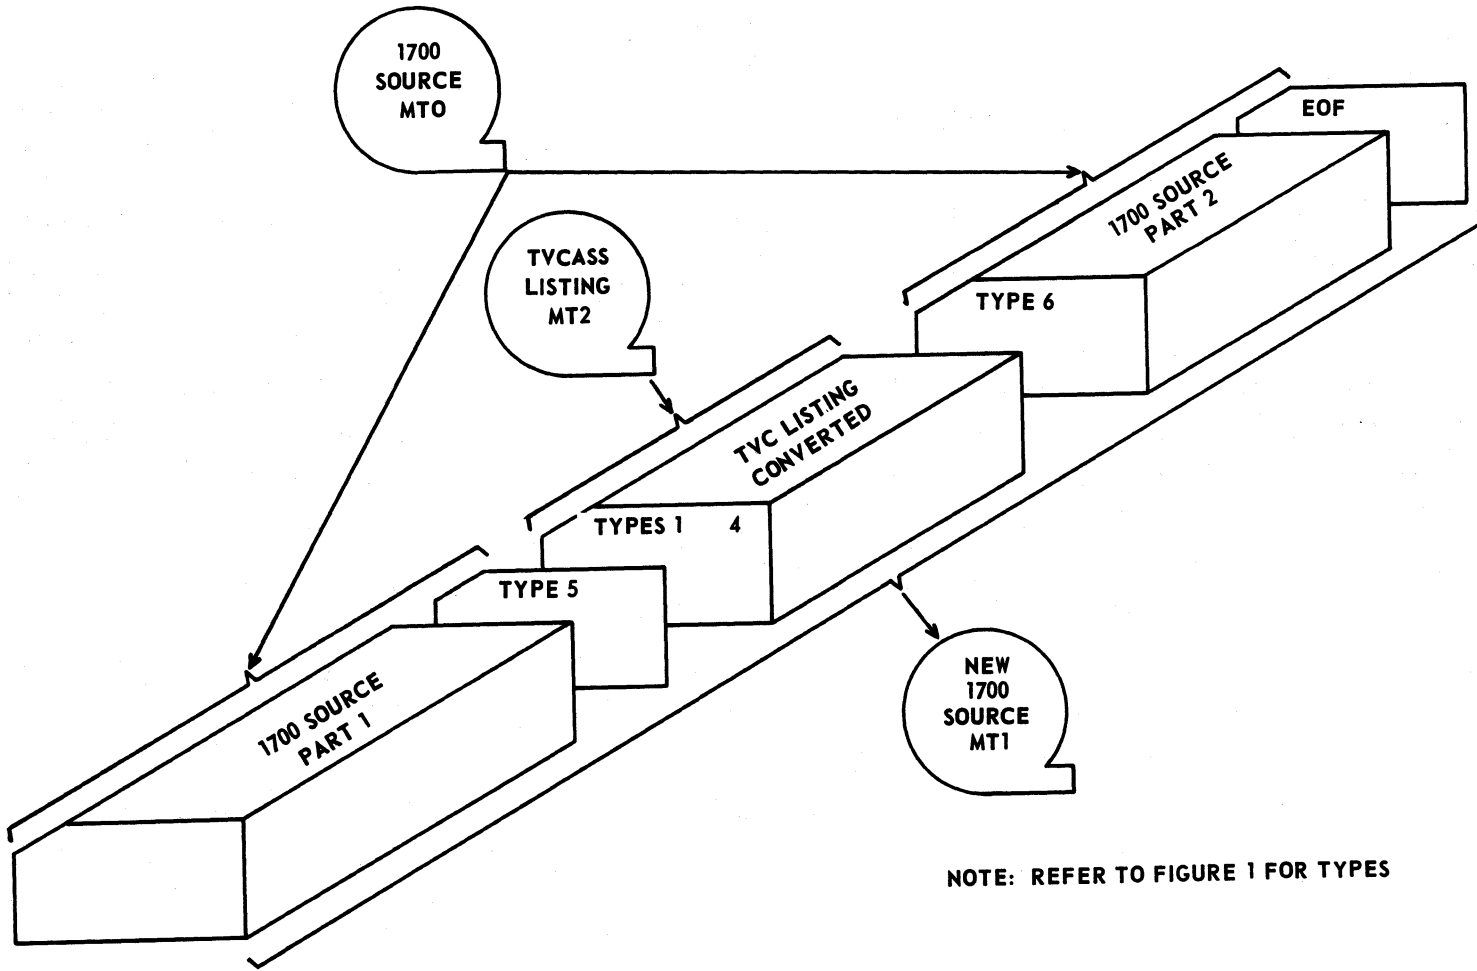 1700
SOURCE
MTO
EOF
1700 SOURCE
PART 2
TVCASS
LISTING
MT2
TYPE 6
TVC LISTING
CONVERTED
TYPES 1 4
TYPE 5
1700 SOURCE
PART 1
NEW
1700
SOURCE
MT1
NOTE: REFER TO FIGURE 1 FOR TYPES